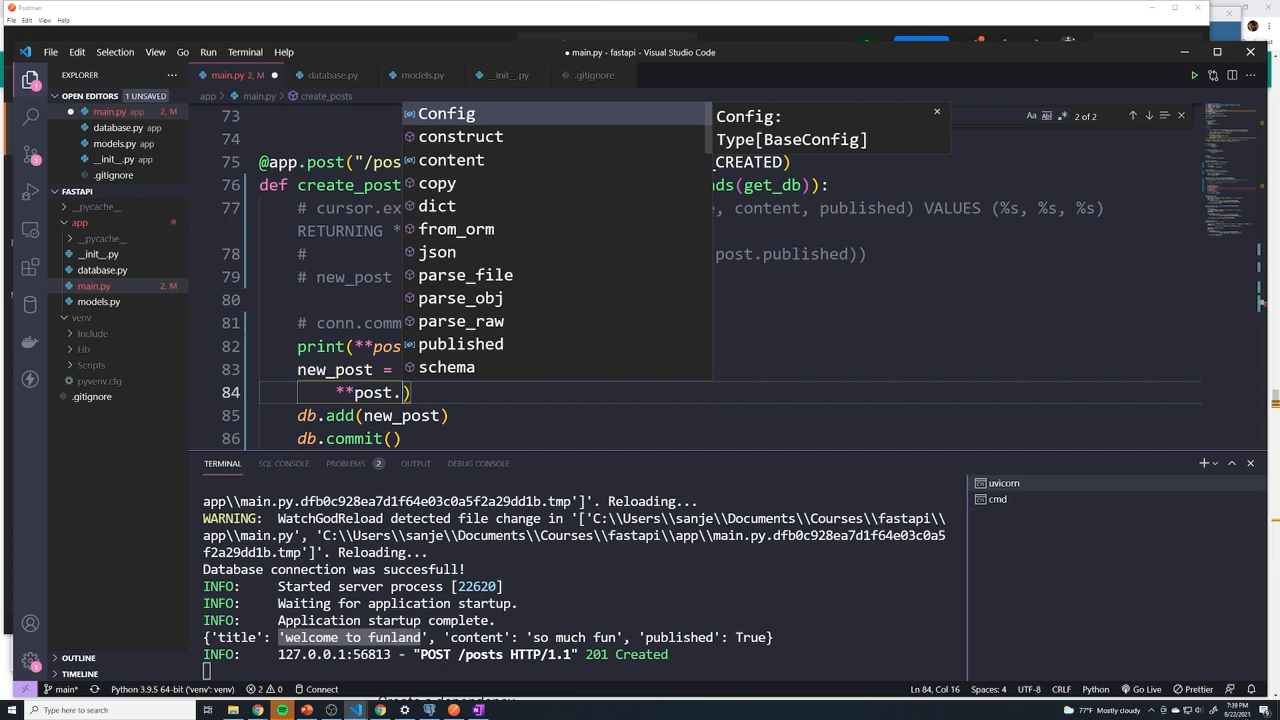 Postman
File Edit View Help
File Edit Selection View Go Run Terminal Help
● main.py - fastapi - Visual Studio Code
EXPLORER
main.py 2, M ● database.py models.py __init__.py .gitignore
OPEN EDITORS 1 UNSAVED
app > main.py > create_posts
● main.py app 2, M
database.py app
models.py app
__init__.py app
.gitignore
FASTAPI
__pycache__
app
__pycache__
__init__.py
database.py
main.py 2, M
models.py
venv
Include
Lib
Scripts
pyvenv.cfg
.gitignore
OUTLINE
TIMELINE
Config
construct
content
copy
dict
from_orm
json
parse_file
parse_obj
parse_raw
published
schema
Config:
Type[BaseConfig]
Aa ab .* 2 of 2
73
74
75 @app.post("/pos _CREATED)
76 def create_post nds(get_db)):
77 # cursor.ex e, content, published) VALUES (%s, %s, %s)
RETURNING *
78 # post.published))
79 # new_post
80
81 # conn.comm
82 print(**pos
83 new_post =
84 **post.)
85 db.add(new_post)
86 db.commit()
TERMINAL SQL CONSOLE PROBLEMS 2 OUTPUT DEBUG CONSOLE
uvicorn
cmd
app\\main.py.dfb0c928ea7d1f64e03c0a5f2a29dd1b.tmp']'. Reloading...
WARNING: WatchGodReload detected file change in '['C:\\Users\\sanje\\Documents\\Courses\\fastapi\\
app\\main.py', 'C:\\Users\\sanje\\Documents\\Courses\\fastapi\\app\\main.py.dfb0c928ea7d1f64e03c0a5
f2a29dd1b.tmp']'. Reloading...
Database connection was succesfull!
INFO: Started server process [22620]
INFO: Waiting for application startup.
INFO: Application startup complete.
{'title': 'welcome to funland', 'content': 'so much fun', 'published': True}
INFO: 127.0.0.1:56813 - "POST /posts HTTP/1.1" 201 Created
main* Python 3.9.5 64-bit ('venv': venv) 2 0 Connect Ln 84, Col 16 Spaces: 4 UTF-8 CRLF Python Go Live Prettier
Type here to search 77°F Mostly cloudy 7:39 PM
8/22/2021